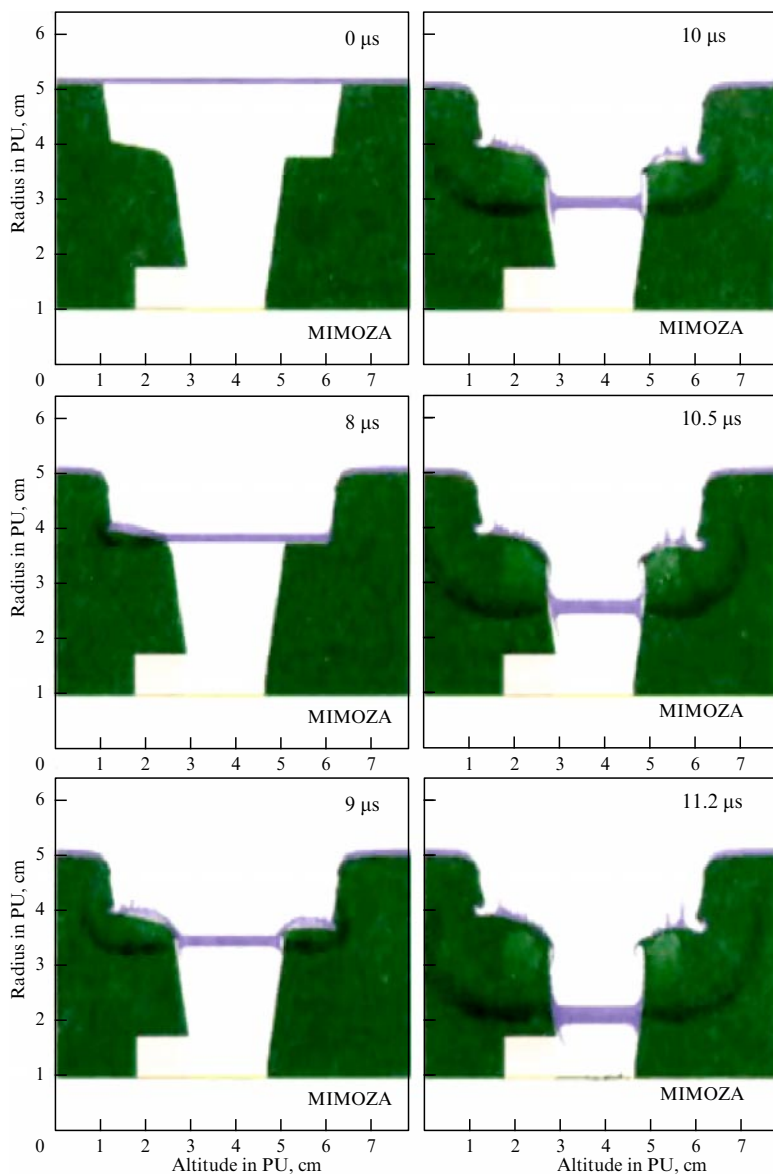 0 μs
6
5
4
3
2
1
0
Radius in PU, cm
MIMOZA
1 2 3 4 5 6 7
10 μs
MIMOZA
1 2 3 4 5 6 7
8 μs
6
5
4
3
2
1
0
Radius in PU, cm
MIMOZA
1 2 3 4 5 6 7
10.5 μs
MIMOZA
1 2 3 4 5 6 7
9 μs
6
5
4
3
2
1
0
Radius in PU, cm
MIMOZA
1 2 3 4 5 6 7
Altitude in PU, cm
11.2 μs
MIMOZA
1 2 3 4 5 6 7
Altitude in PU, cm